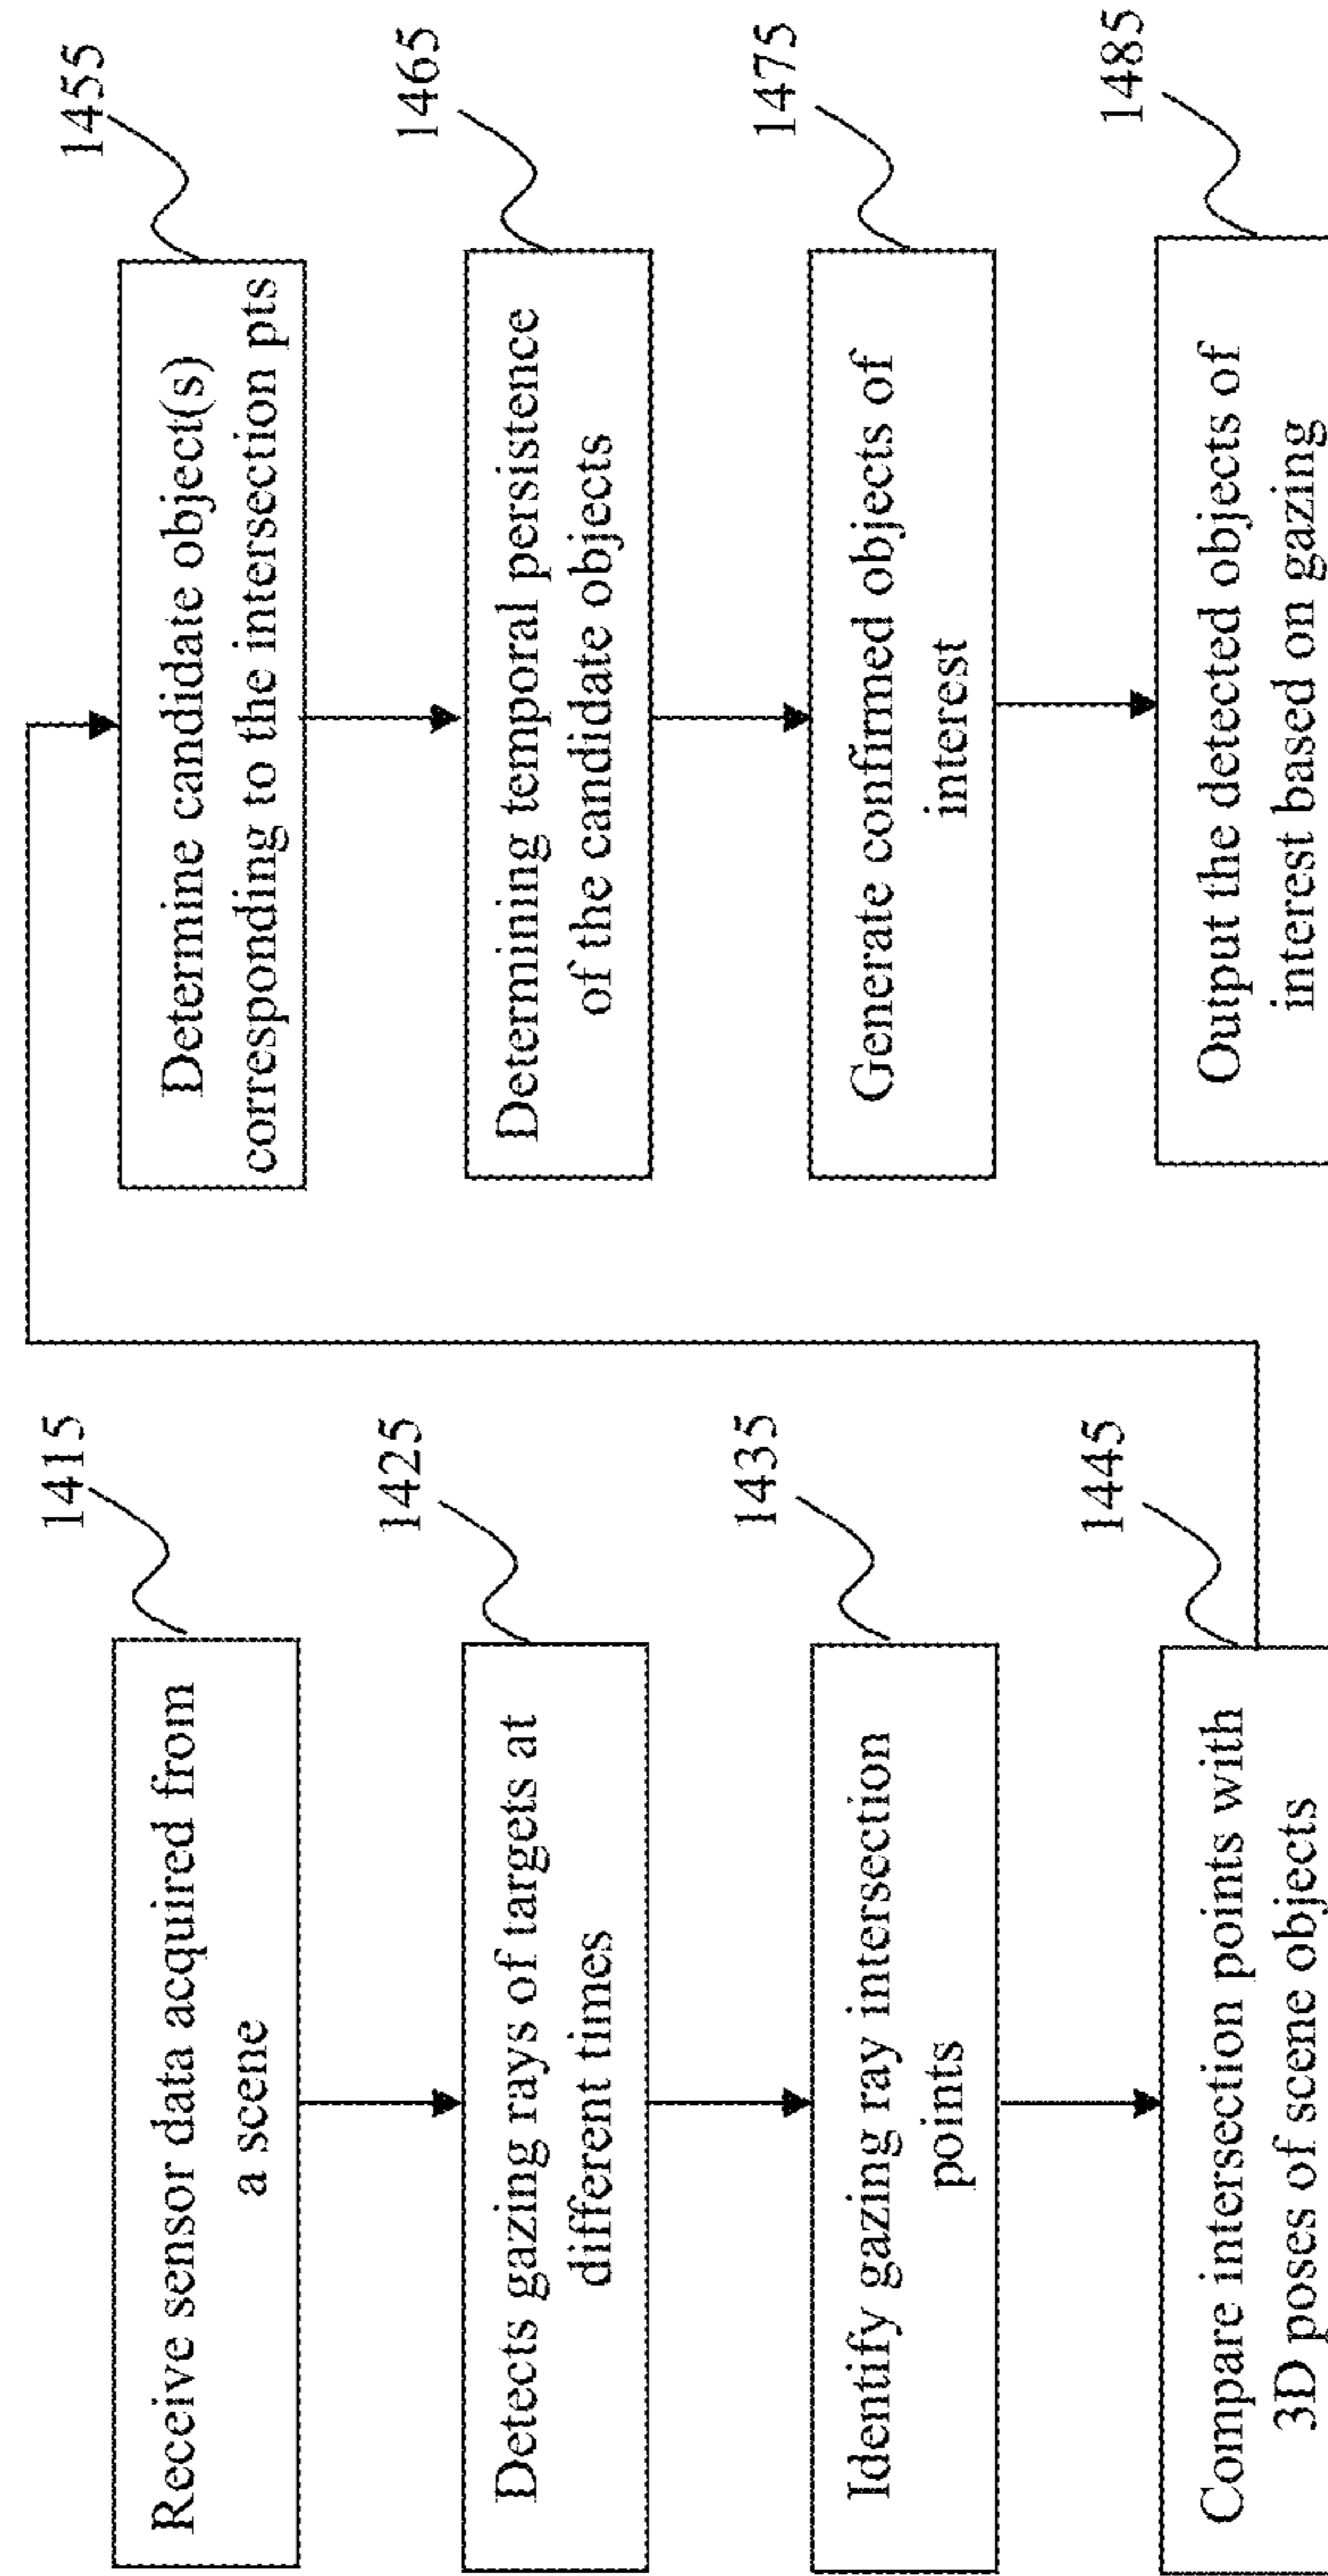 1415
Receive sensor data acquired from
a scene
1425
Detects gazing rays of targets at
different times
1435
Identify gazing ray intersection
points
1445
Compare intersection points with
3D poses of scene objects
1455
Determine candidate object(s)
corresponding to the intersection pts
1465
Determining temporal persistence
of the candidate objects
1475
Generate confirmed objects of
interest
1485
Output the detected objects of
interest based on gazing